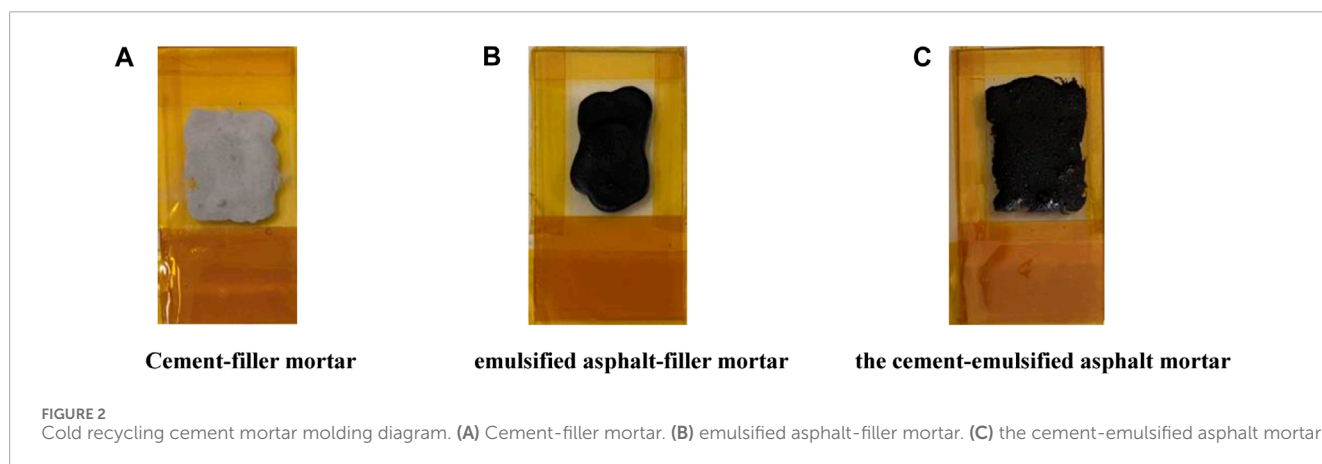 A
B
C
Cement-filler mortar
emulsified asphalt-filler mortar
the cement-emulsified asphalt mortar
FIGURE 2
Cold recycling cement mortar molding diagram. (A) Cement-filler mortar. (B) emulsified asphalt-filler mortar. (C) the cement-emulsified asphalt mortar